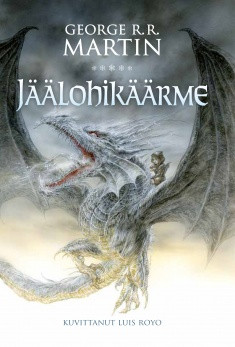 GEORGE R.R.
MARTIN
JÄÄLOHIKÄÄRME
KUVITTANUT LUIS ROYO